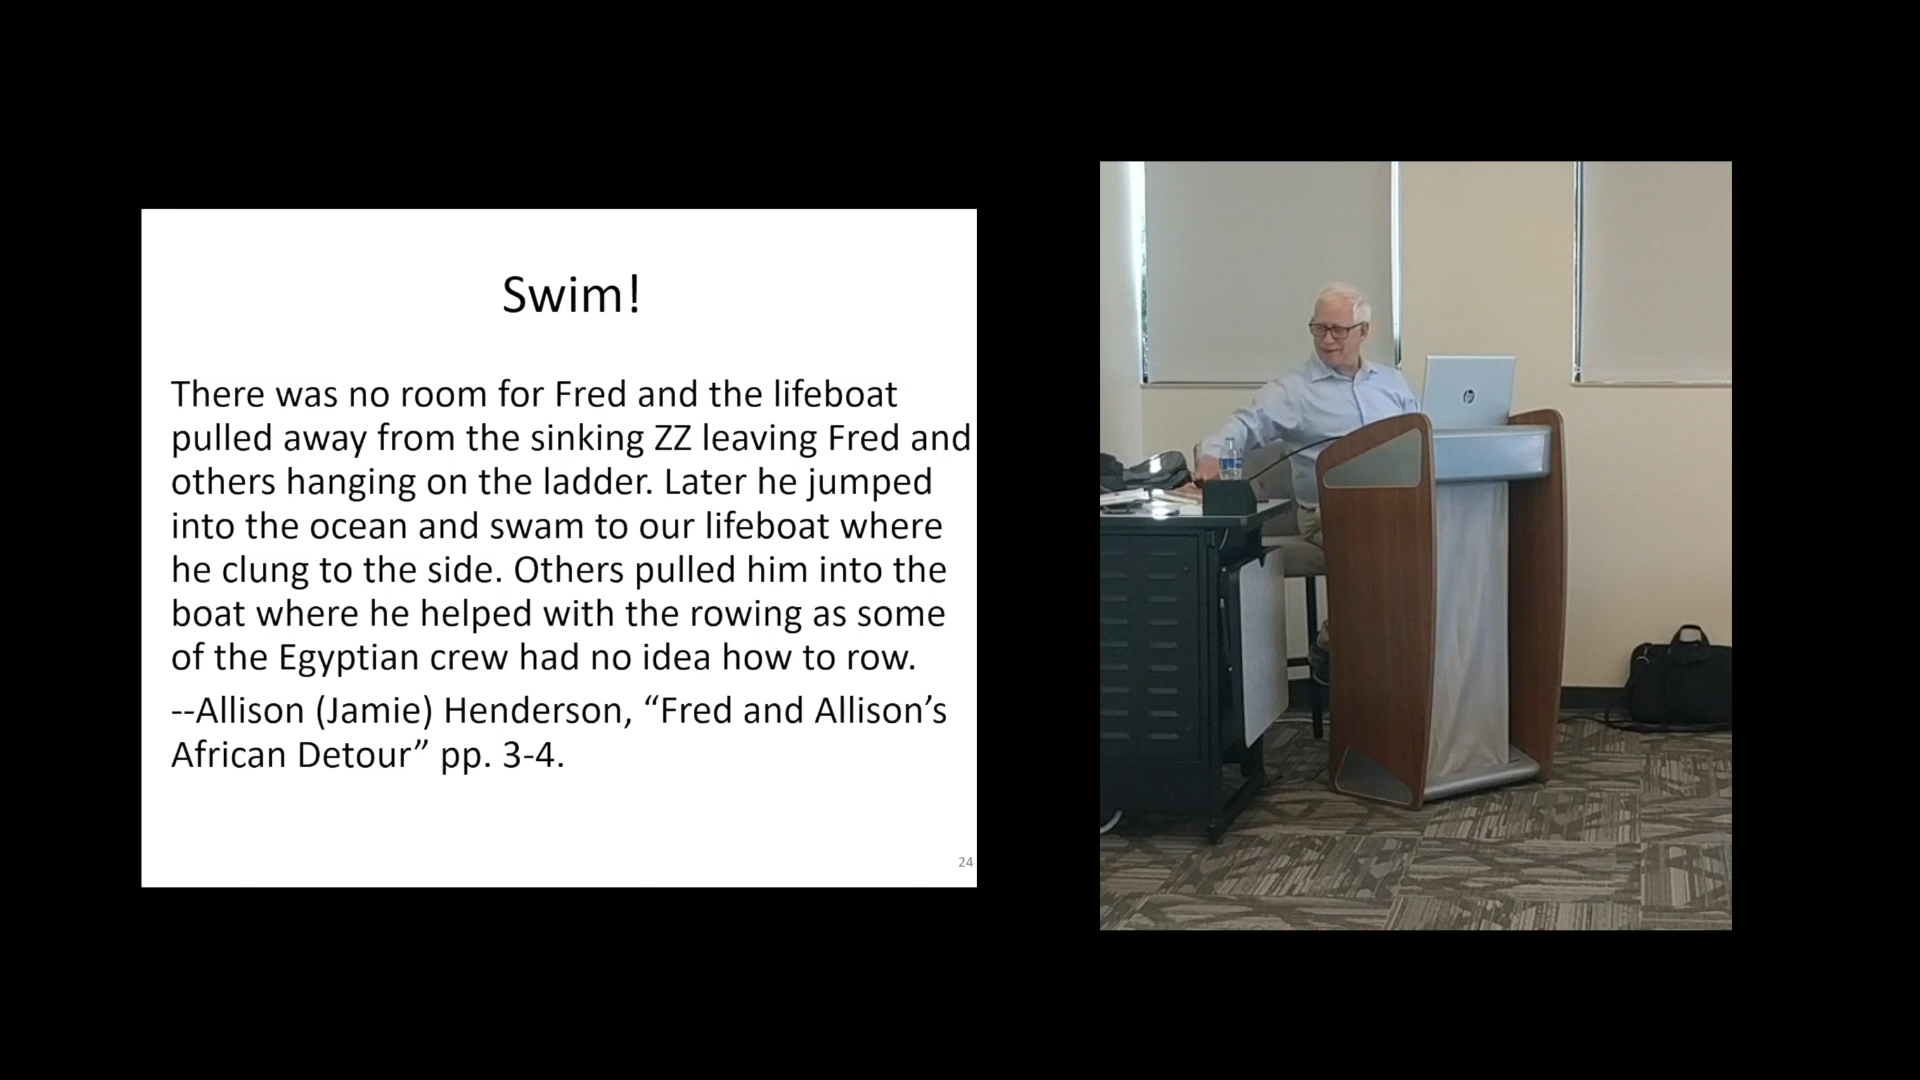 Swim!
There was no room for Fred and the lifeboat
pulled away from the sinking ZZ leaving Fred and
others hanging on the ladder. Later he jumped
into the ocean and swam to our lifeboat where
he clung to the side. Others pulled him into the
boat where he helped with the rowing as some
of the Egyptian crew had no idea how to row.
--Allison (Jamie) Henderson, “Fred and Allison’s
African Detour” pp. 3-4.
24
hp